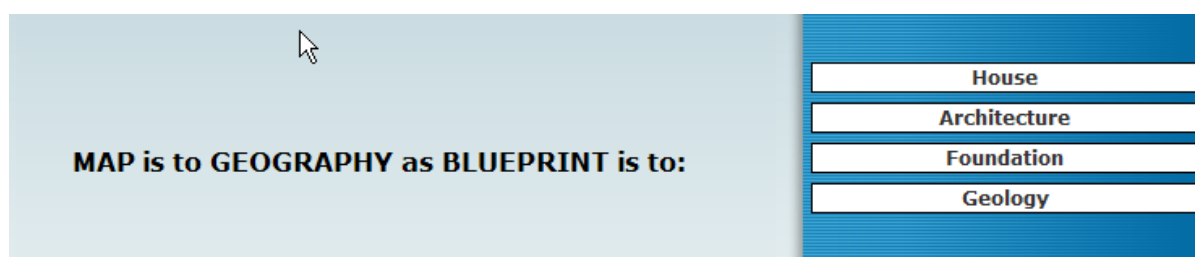 House
Architecture
MAP is to GEOGRAPHY as BLUEPRINT is to:
Foundation
Geology